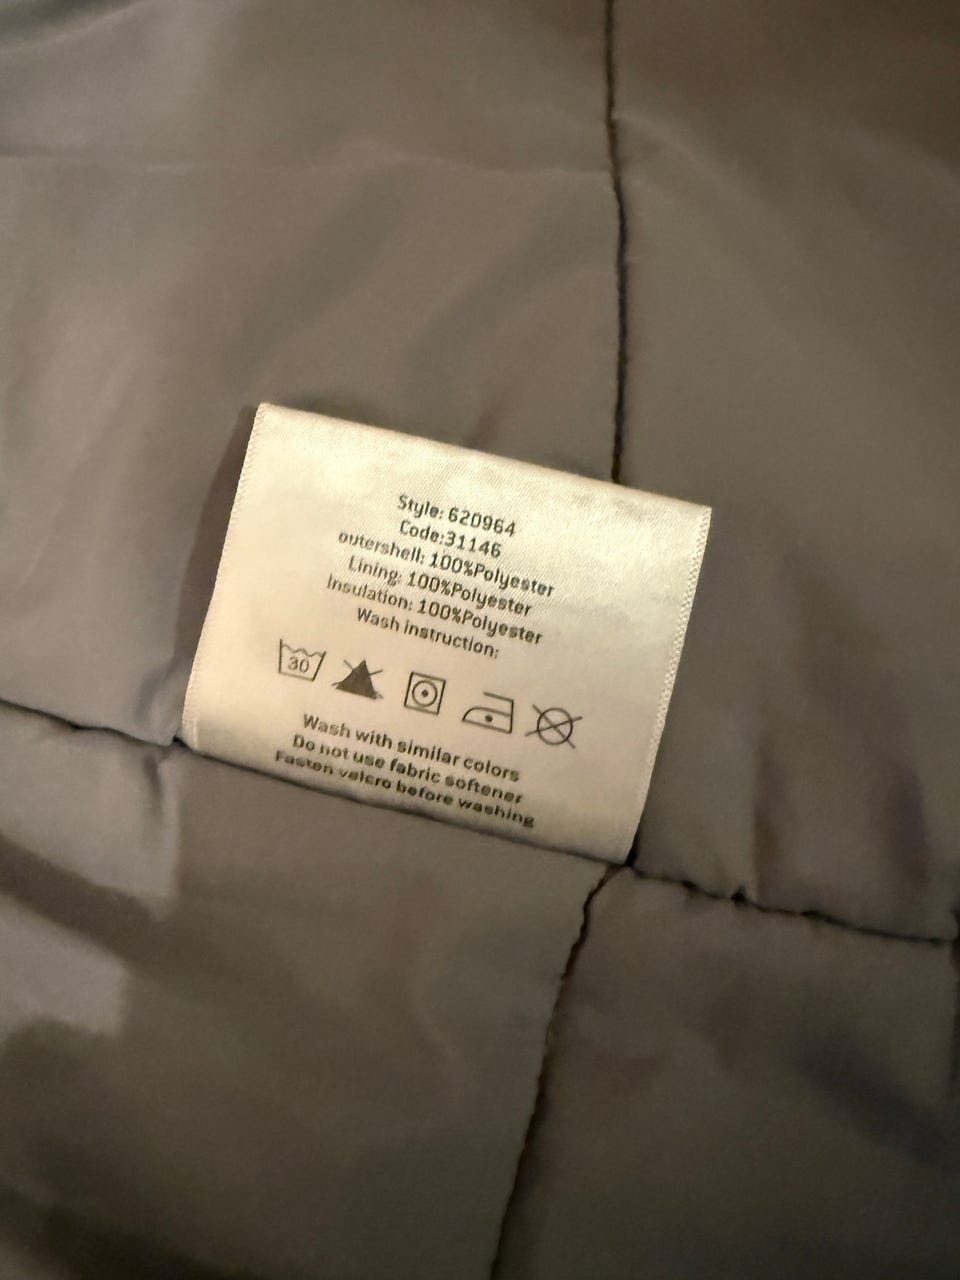 Style: 620964
Code:31146
outershell: 100%Polyester
Lining: 100%Polyester
Insulation: 100%Polyester
Wash instruction:
30
Wash with similar colors
Do not use fabric softener
Fasten velcro before washing